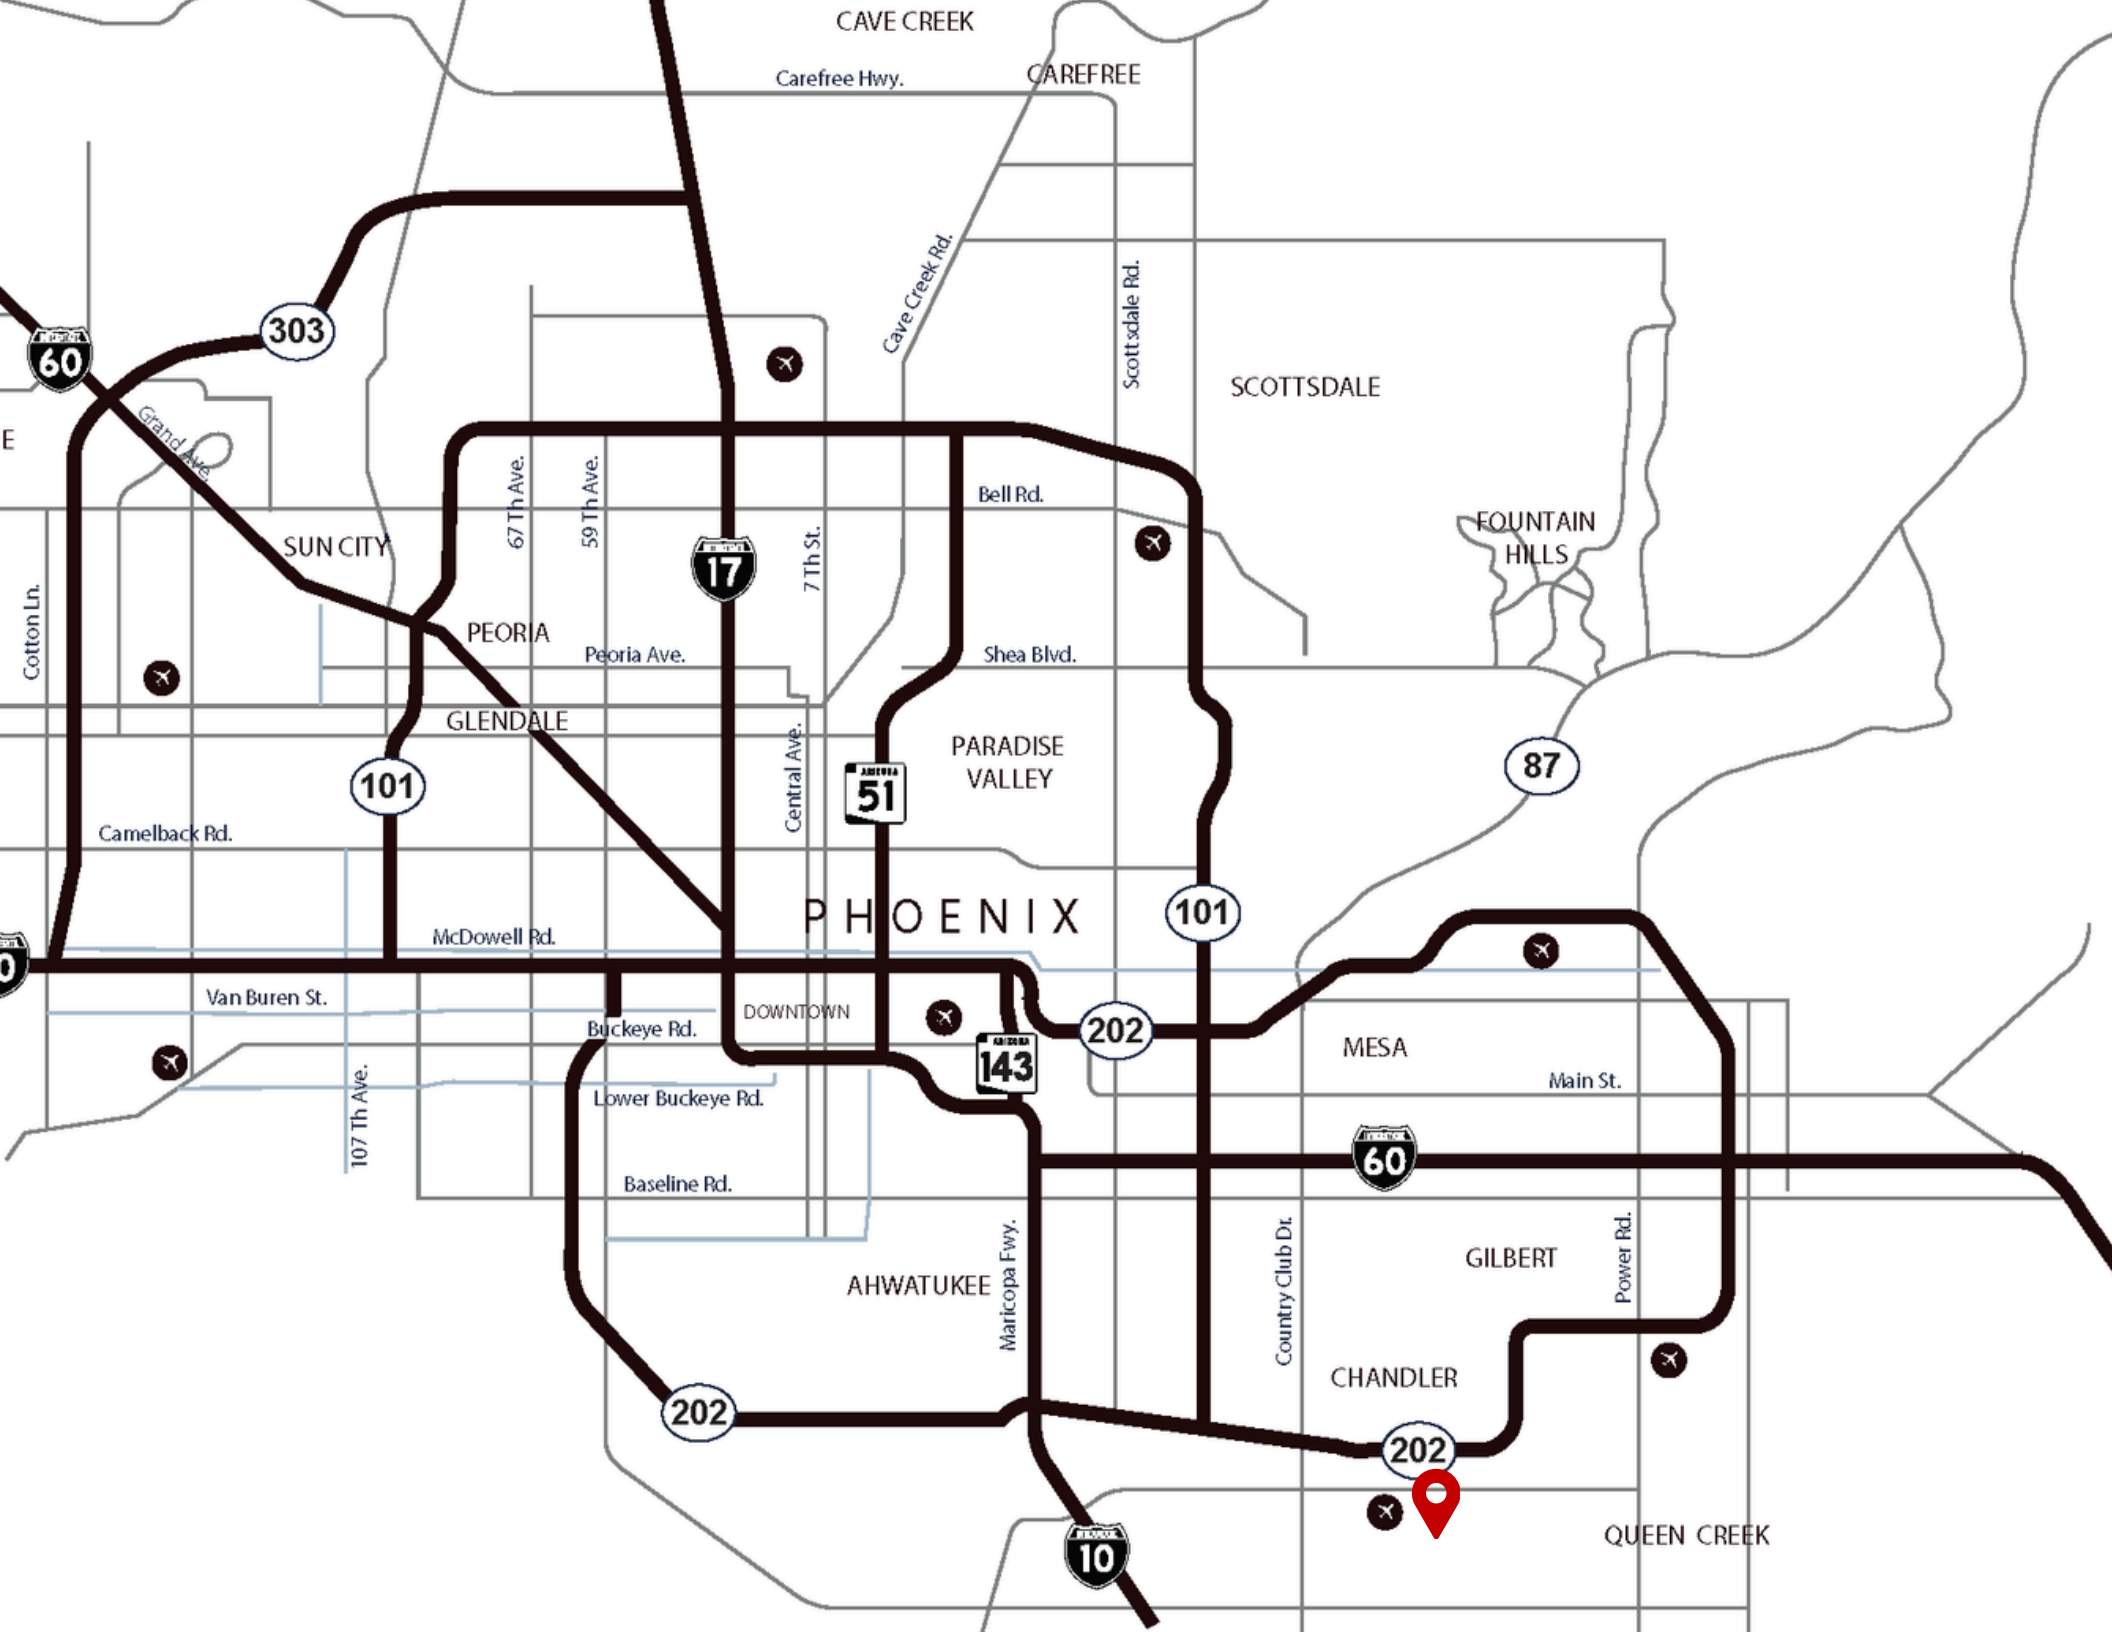 CAVE CREEK
CAREFREE
Carefree Hwy.
Cave Creek Rd.
Scottsdale Rd.
303
60
Grand Ave.
SCOTTSDALE
E
67 Th Ave.
59 Th Ave.
Bell Rd.
FOUNTAIN
HILLS
SUN CITY
17
7 Th St.
Cotton Ln.
PEORIA
Peoria Ave.
Shea Blvd.
GLENDALE
PARADISE
VALLEY
101
Central Ave.
ARIZONA
51
87
Camelback Rd.
PHOENIX
101
McDowell Rd.
0
Van Buren St.
DOWNTOWN
Buckeye Rd.
202
ARIZONA
143
MESA
Main St.
Lower Buckeye Rd.
107 Th Ave.
60
Baseline Rd.
Maricopa Fwy.
Country Club Dr.
Power Rd.
GILBERT
AHWATUKEE
CHANDLER
202
202
QUEEN CREEK
10